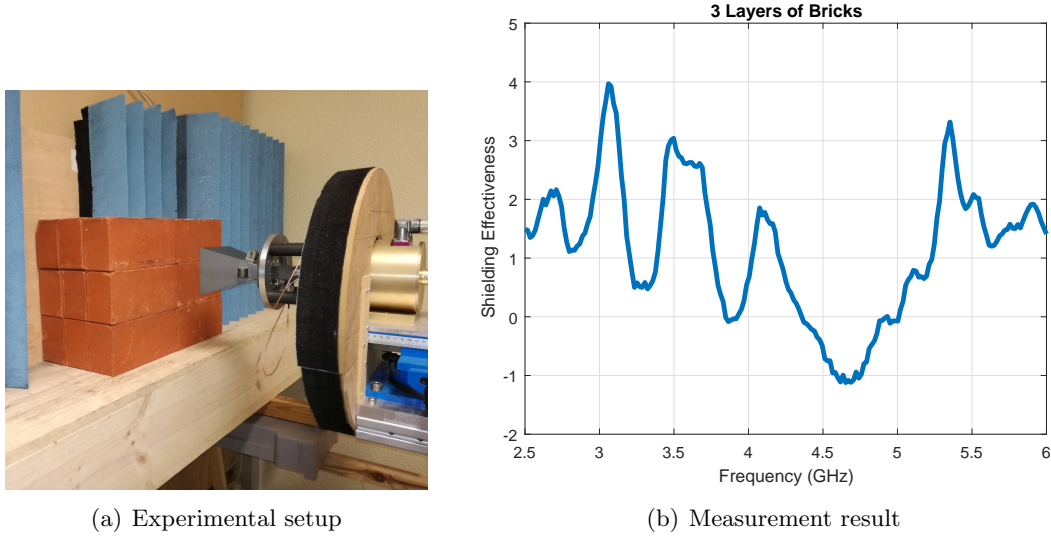 3 Layers of Bricks
5
4
3
2
1
0
-1
-2
Shielding Effectiveness
2.5 3 3.5 4 4.5 5 5.5 6
Frequency (GHz)
(a) Experimental setup
(b) Measurement result